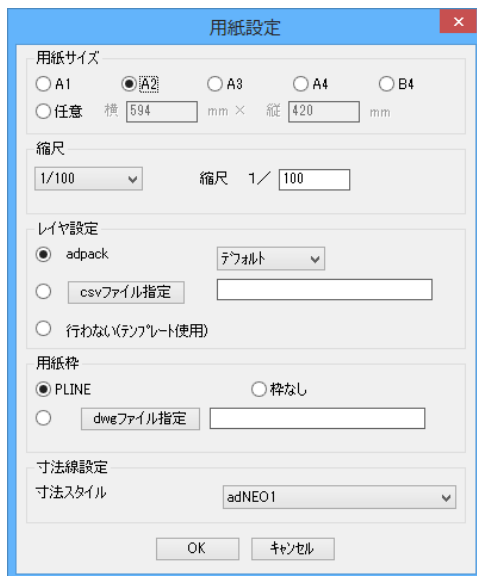 用紙設定
用紙サイズ
A1 A2 A3 A4 B4
任意 横 594 mm × 縦 420 mm
縮尺
1/100 縮尺 1／ 100
レイヤ設定
adpack ﾃﾞﾌｫﾙﾄ
csvﾌｧｲﾙ指定
行わない(ﾃﾝﾌﾟﾚｰﾄ使用)
用紙枠
PLINE 枠なし
dwgﾌｧｲﾙ指定
寸法線設定
寸法スタイル adNEO1
OK ｷｬﾝｾﾙ